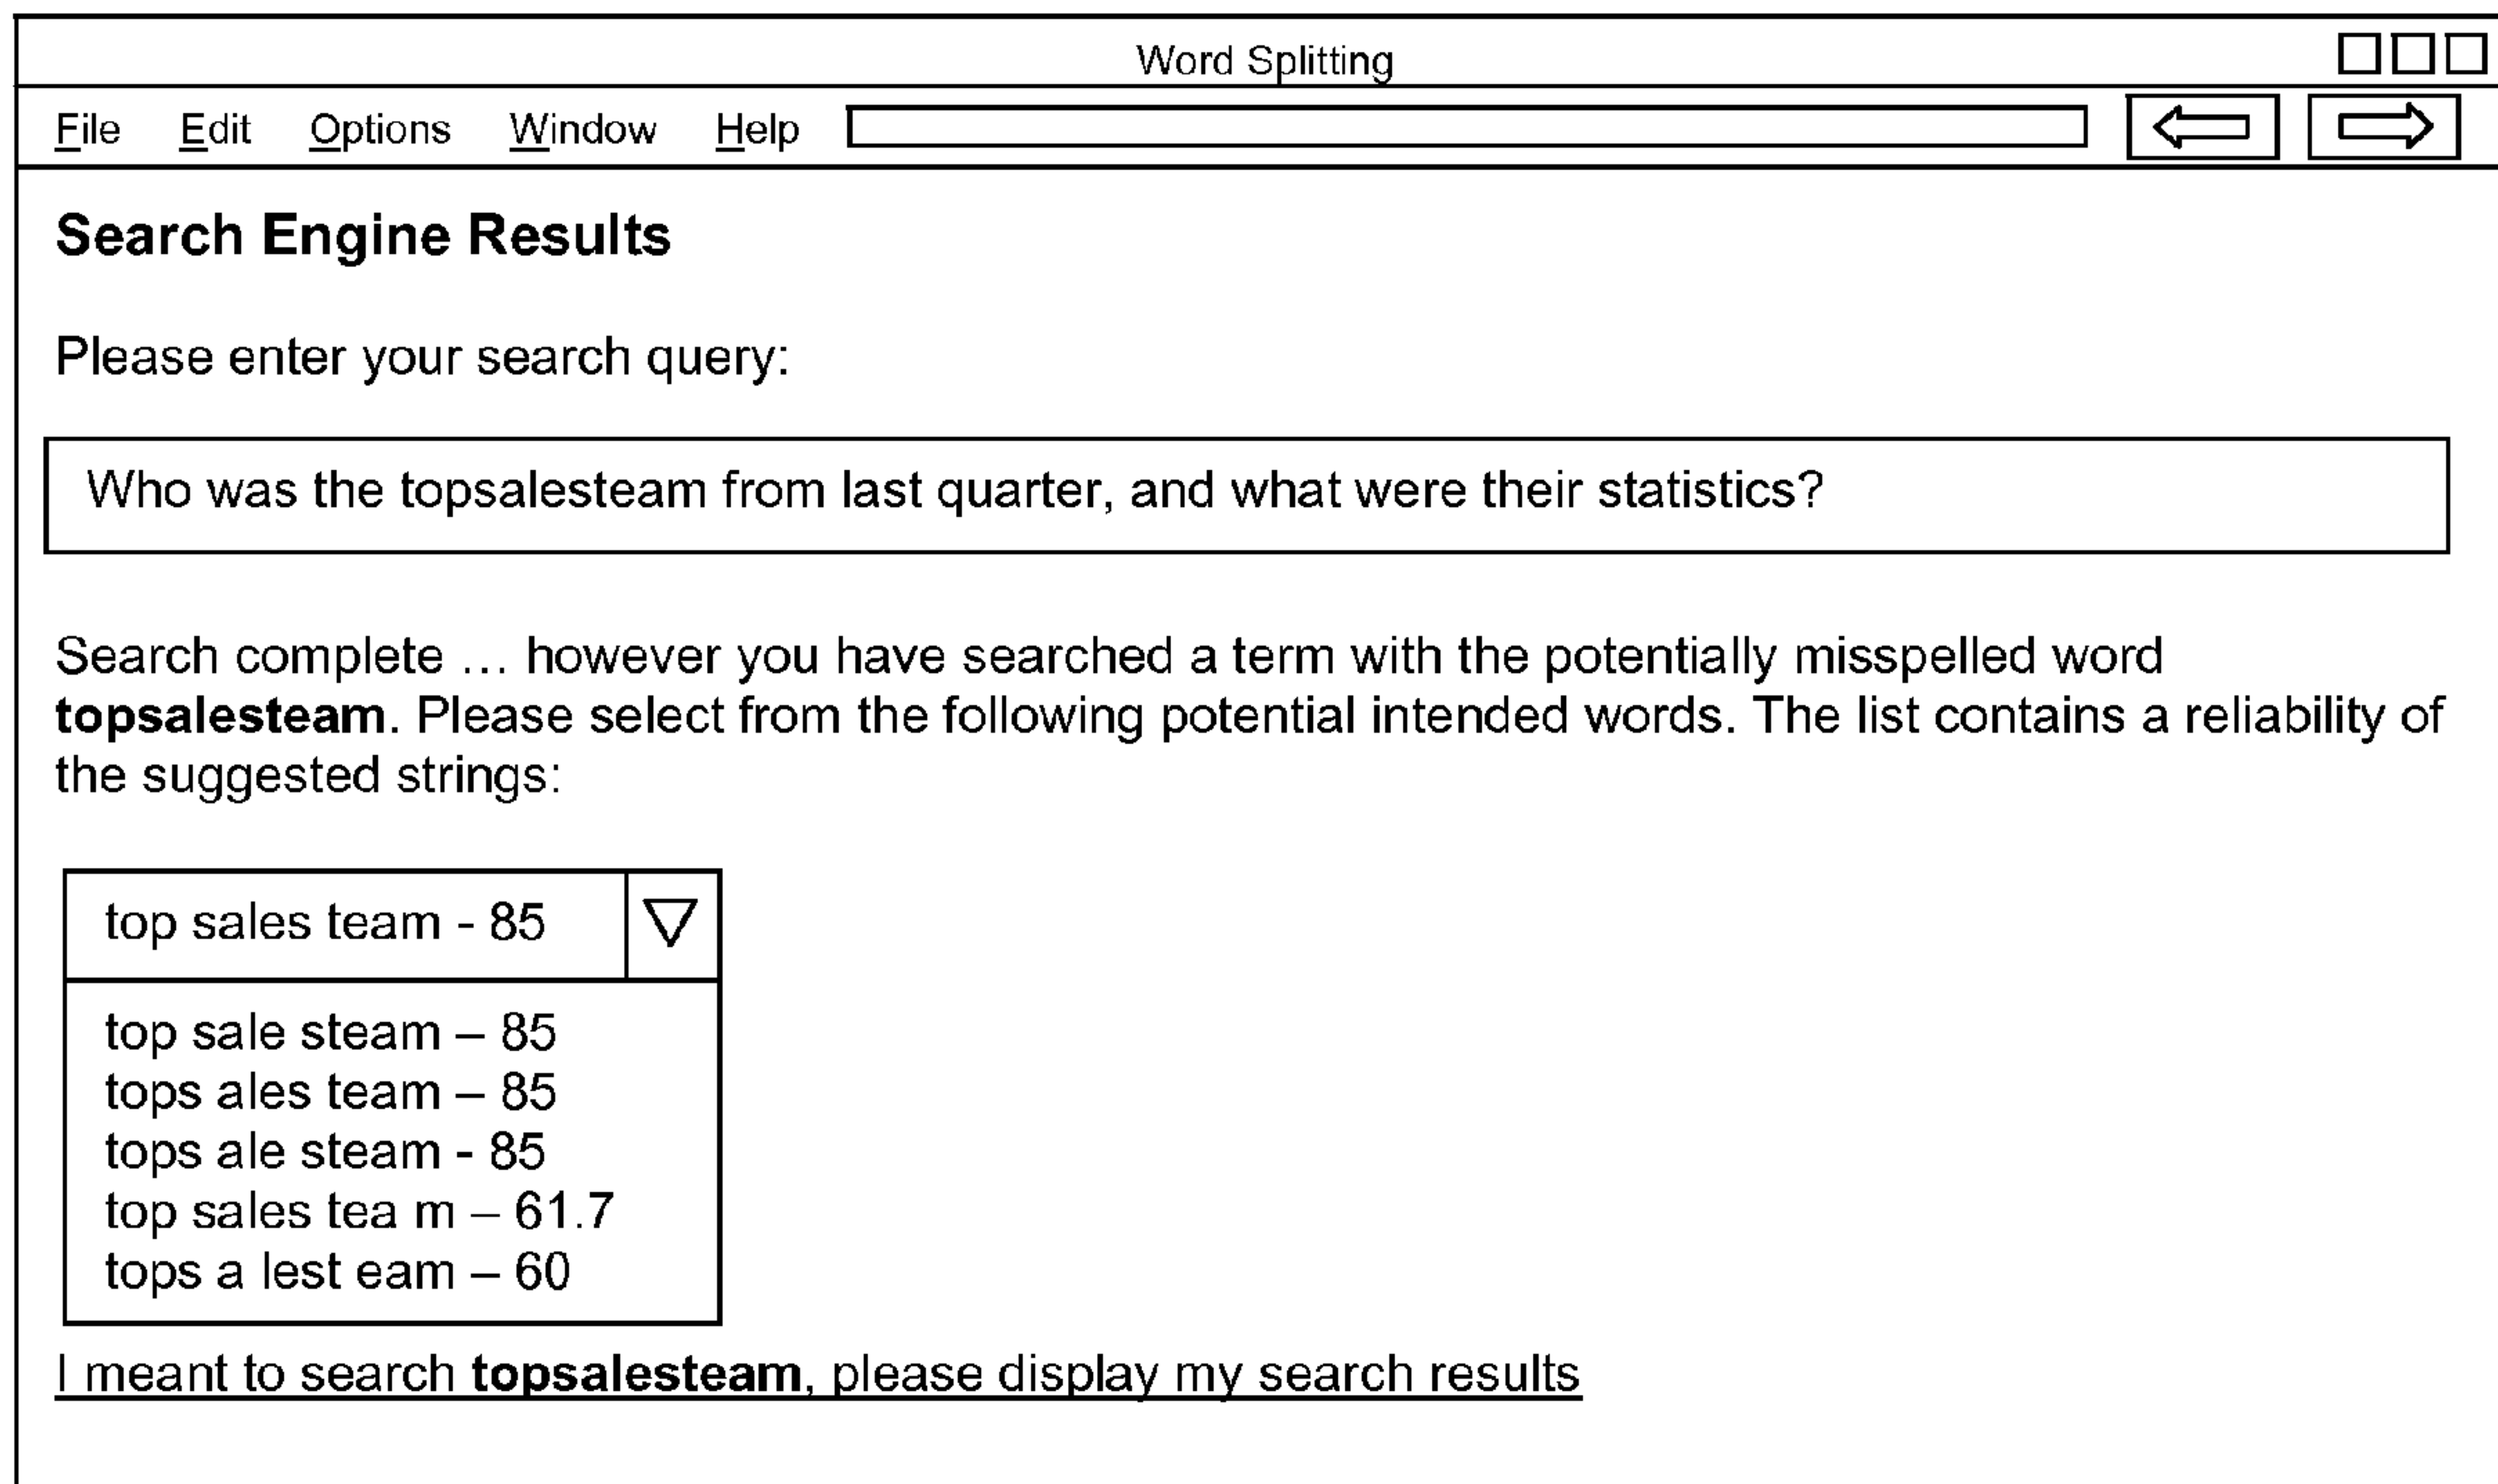 Word Splitting
File Edit Options Window Help
Search Engine Results
Please enter your search query:
Who was the topsalesteam from last quarter, and what were their statistics?
Search complete … however you have searched a term with the potentially misspelled word
topsalesteam. Please select from the following potential intended words. The list contains a reliability of
the suggested strings:
top sales team - 85
top sale steam – 85
tops ales team – 85
tops ale steam - 85
top sales tea m – 61.7
tops a lest eam – 60
I meant to search topsalesteam, please display my search results